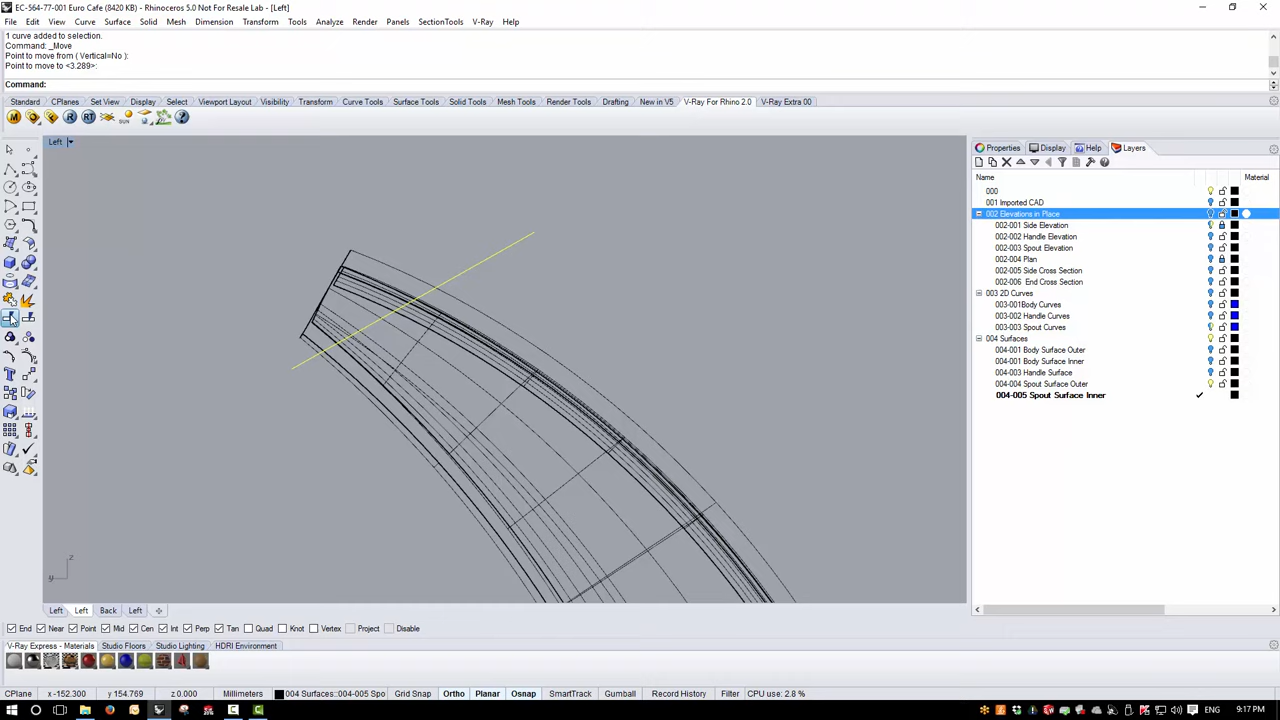 EC-564-77-001 Euro Cafe (8420 KB) - Rhinoceros 5.0 Not For Resale Lab - [Left]
File Edit View Curve Surface Solid Mesh Dimension Transform Tools Analyze Render Panels SectionTools V-Ray Help
1 curve added to selection.
Command: _Move
Point to move from ( Vertical=No ):
Point to move to <3.289>:
Command:
Standard CPlanes Set View Display Select Viewport Layout Visibility Transform Curve Tools Surface Tools Solid Tools Mesh Tools Render Tools Drafting New in V5 V-Ray For Rhino 2.0 V-Ray Extra 00
M R RT SUN ?
Left
Properties Display Help Layers
Name Material
000
001 Imported CAD
002 Elevations in Place
002-001 Side Elevation
002-002 Handle Elevation
002-003 Spout Elevation
002-004 Plan
002-005 Side Cross Section
002-006 End Cross Section
003 2D Curves
003-001Body Curves
003-002 Handle Curves
003-003 Spout Curves
004 Surfaces
004-001 Body Surface Outer
004-001 Body Surface Inner
004-003 Handle Surface
004-004 Spout Surface Outer
004-005 Spout Surface Inner
z
y
Left Left Back Left
End Near Point Mid Cen Int Perp Tan Quad Knot Vertex Project Disable
V-Ray Express - Materials Studio Floors Studio Lighting HDRI Environment
CPlane x -152.300 y 154.769 z 0.000 Millimeters 004 Surfaces::004-005 Spo Grid Snap Ortho Planar Osnap SmartTrack Gumball Record History Filter CPU use: 2.8 %
ENG 9:17 PM